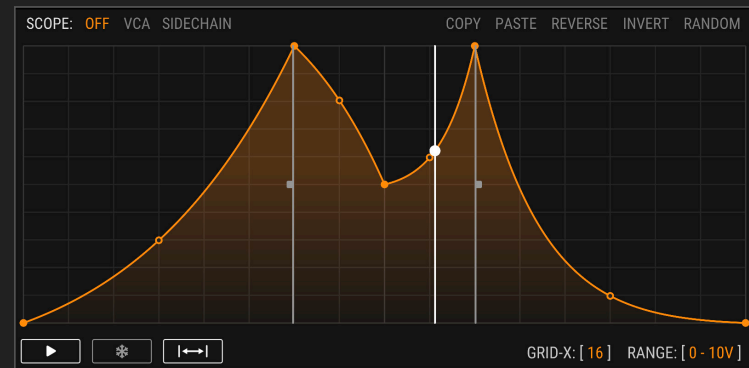 SCOPE: OFF VCA SIDECHAIN COPY PASTE REVERSE INVERT RANDOM
GRID-X: [ 16 ] RANGE: [ 0 - 10V ]